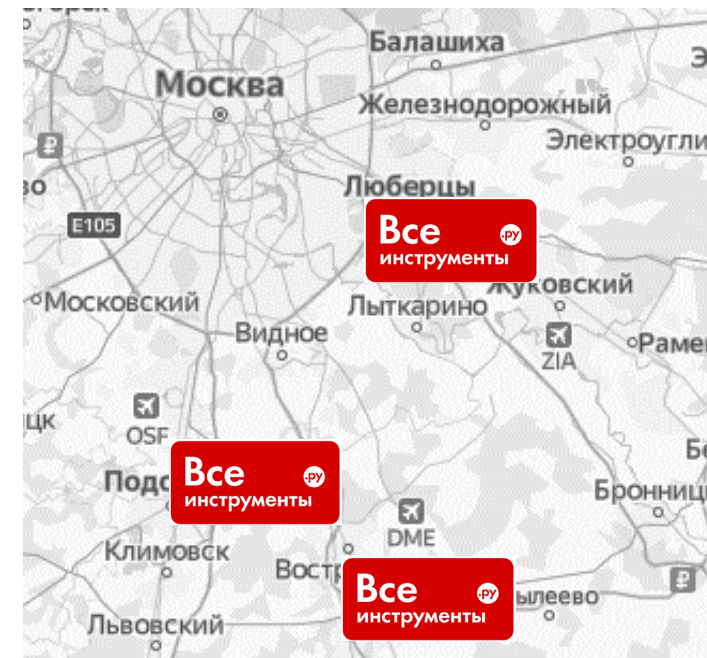 Балашиха
Москва
Железнодорожный
Электроугли
Люберцы
E105
Все
.РУ
инструменты
Московский
Жуковский
Лыткарино
Видное
ZIA
Раме
цк
OSF
Все
.РУ
инструменты
Подо
Бронниц
DME
Климовск
Востр
Все
.РУ
инструменты
ылеево
Львовский